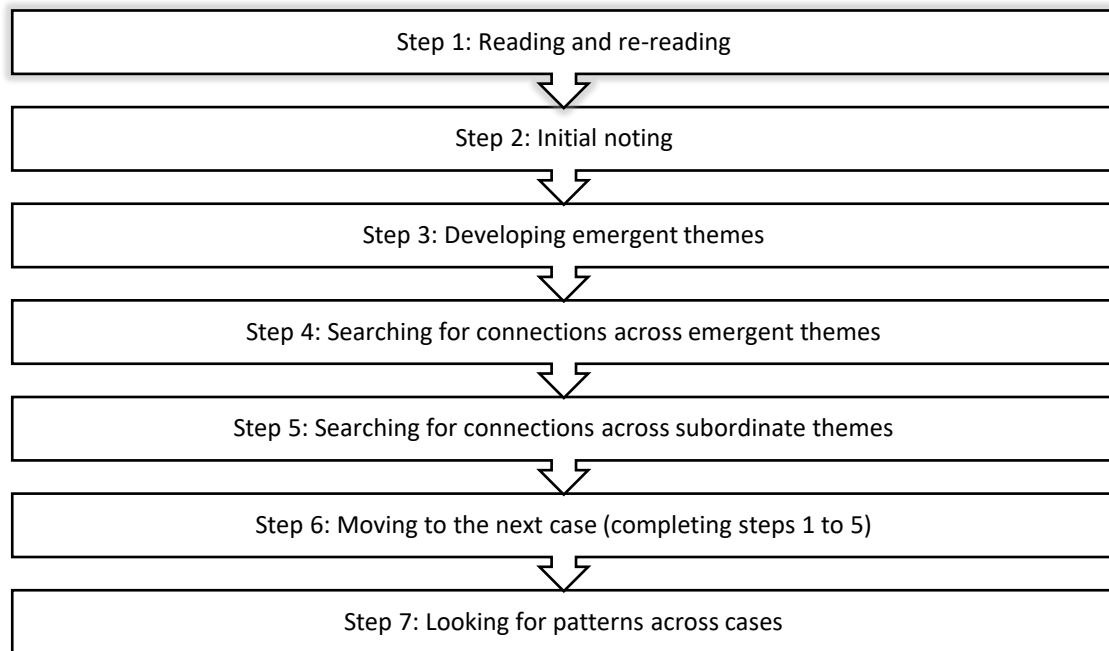 Step 1: Reading and re-reading
Step 2: Initial noting
Step 3: Developing emergent themes
Step 4: Searching for connections across emergent themes
Step 5: Searching for connections across subordinate themes
Step 6: Moving to the next case (completing steps 1 to 5)
Step 7: Looking for patterns across cases